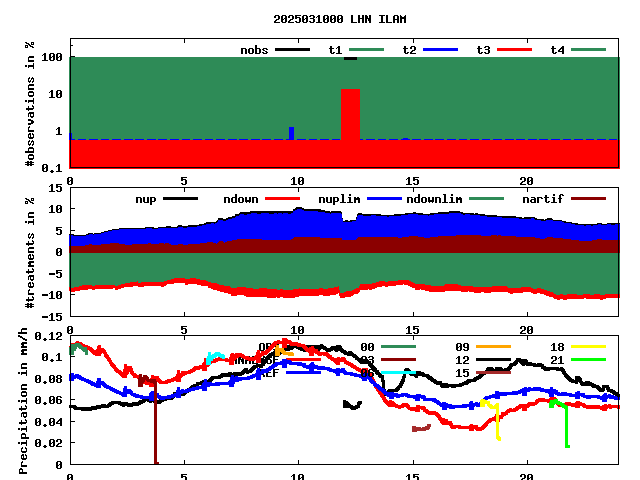 2025031000 LHN ILAM
nobs t1 t2 t3 t4
#observations in %
100
10
1
0.1
0 5 10 15 20
nup ndown nuplim ndownlim nartif
#treatments in %
15
10
5
0
-5
-10
-15
0 5 10 15 20
Precipitation in mm/h
0.12
0.1
0.08
0.06
0.04
0.02
0
00 09 18
03 12 21
15
0 5 10 15 20